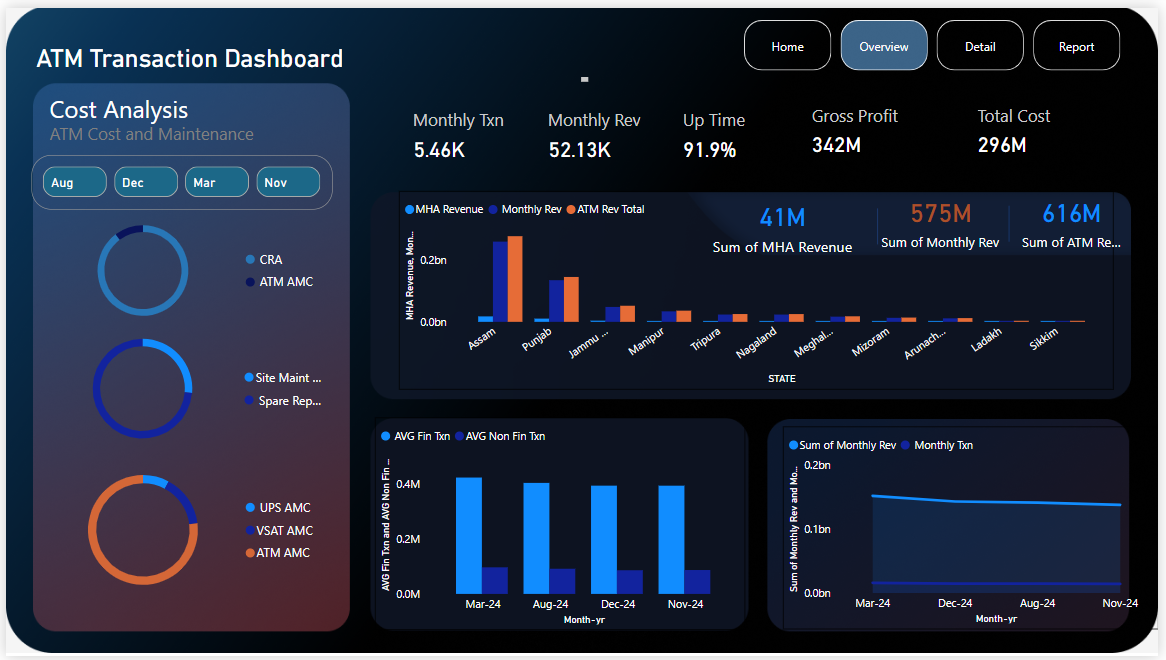 ATM Transaction Dashboard
Home
Overview
Detail
Report
Cost Analysis
ATM Cost and Maintenance
Aug
Dec
Mar
Nov
CRA
ATM AMC
Site Maint ...
Spare Rep...
UPS AMC
VSAT AMC
ATM AMC
Monthly Txn
5.46K
Monthly Rev
52.13K
Up Time
91.9%
Gross Profit
342M
Total Cost
296M
MHA Revenue Monthly Rev ATM Rev Total
41M
Sum of MHA Revenue
575M
Sum of Monthly Rev
616M
Sum of ATM Re...
MHA Revenue, Mon...
0.2bn
0.0bn
Assam
Punjab
Jammu ...
Manipur
Tripura
Nagaland
Meghal...
Mizoram
Arunach...
Ladakh
Sikkim
STATE
AVG Fin Txn AVG Non Fin Txn
AVG Fin Txn and AVG Non Fin ...
0.4M
0.2M
0.0M
Mar-24
Aug-24
Dec-24
Nov-24
Month-yr
Sum of Monthly Rev Monthly Txn
Sum of Monthly Rev and Mo...
0.2bn
0.1bn
0.0bn
Mar-24
Dec-24
Aug-24
Nov-24
Month-yr